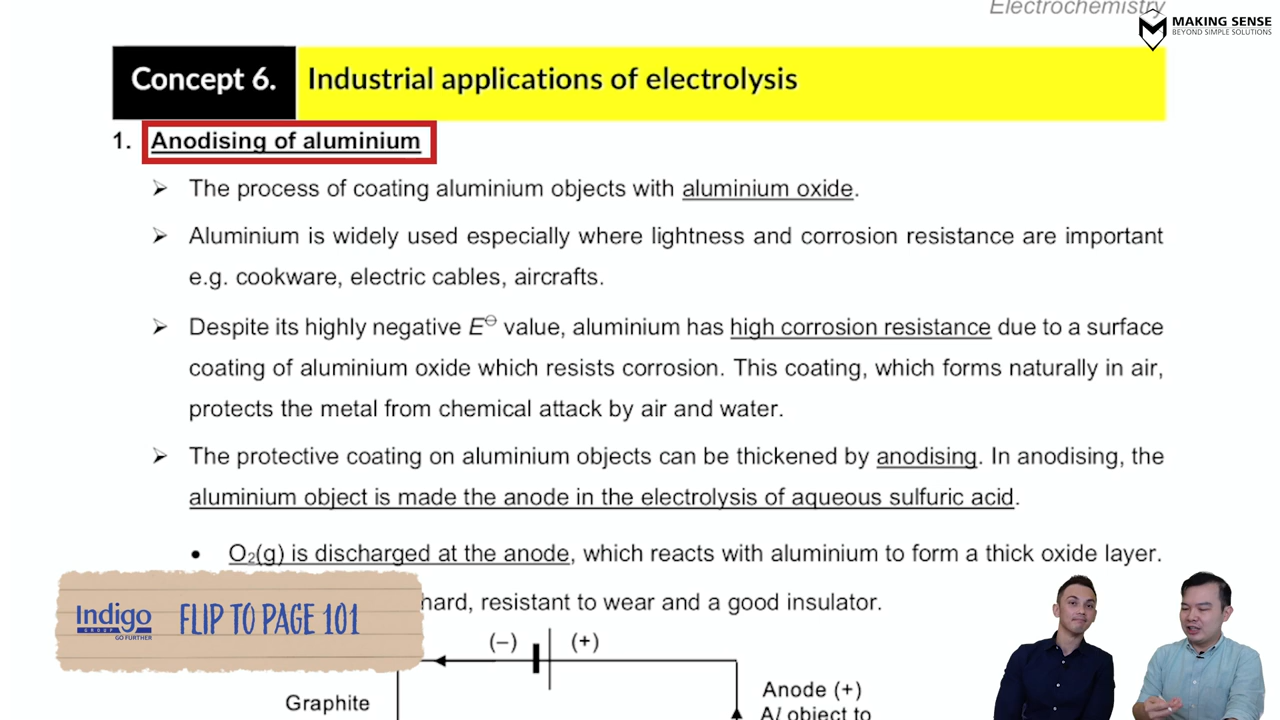 Electrochemistry
MAKING SENSE
BEYOND SIMPLE SOLUTIONS
Concept 6. Industrial applications of electrolysis
1. Anodising of aluminium
➢ The process of coating aluminium objects with aluminium oxide.
➢ Aluminium is widely used especially where lightness and corrosion resistance are important
e.g. cookware, electric cables, aircrafts.
➢ Despite its highly negative E⊖ value, aluminium has high corrosion resistance due to a surface
coating of aluminium oxide which resists corrosion. This coating, which forms naturally in air,
protects the metal from chemical attack by air and water.
➢ The protective coating on aluminium objects can be thickened by anodising. In anodising, the
aluminium object is made the anode in the electrolysis of aqueous sulfuric acid.
• O₂(g) is discharged at the anode, which reacts with aluminium to form a thick oxide layer.
hard, resistant to wear and a good insulator.
Indigo
GROUP
GO FURTHER
FLIP TO PAGE 101
(–) (+)
Graphite
Anode (+)
Al object to